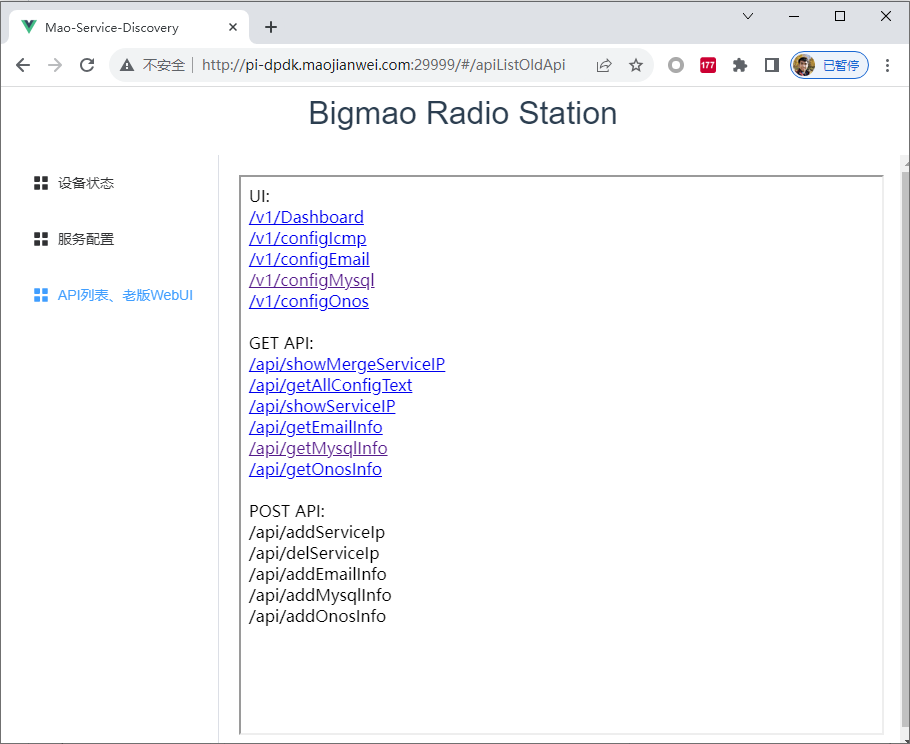 Mao-Service-Discovery
不安全 http://pi-dpdk.maojianwei.com:29999/#/apiListOldApi 177 已暂停
Bigmao Radio Station
设备状态
服务配置
API列表、老版WebUI
UI:
/v1/Dashboard
/v1/configIcmp
/v1/configEmail
/v1/configMysql
/v1/configOnos
GET API:
/api/showMergeServiceIP
/api/getAllConfigText
/api/showServiceIP
/api/getEmailInfo
/api/getMysqlInfo
/api/getOnosInfo
POST API:
/api/addServiceIp
/api/delServiceIp
/api/addEmailInfo
/api/addMysqlInfo
/api/addOnosInfo